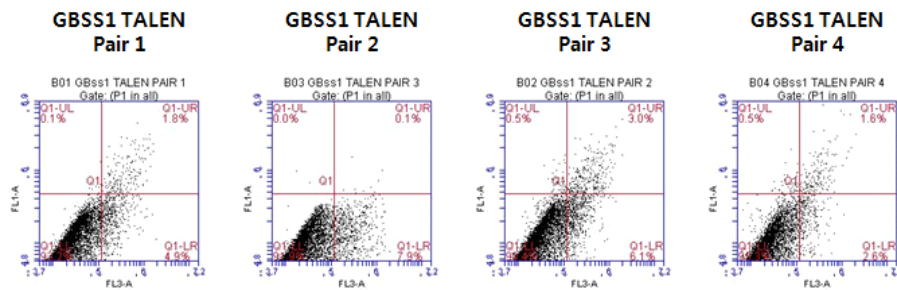 GBSS1 TALEN
Pair 1
GBSS1 TALEN
Pair 2
GBSS1 TALEN
Pair 3
GBSS1 TALEN
Pair 4
B01 GBss1 TALEN PAIR 1
Gate: (P1 in all)
Q1-UL
0.1%
Q1-UR
1.8%
Q1
Q1-LR
4.9%
FL1-A
FL3-A
B03 GBss1 TALEN PAIR 3
Gate: (P1 in all)
Q1-UL
0.0%
Q1-UR
0.1%
Q1
Q1-LR
7.9%
FL1-A
FL3-A
B02 GBss1 TALEN PAIR 2
Gate: (P1 in all)
Q1-UL
0.5%
Q1-UR
3.0%
Q1
Q1-LR
6.1%
FL1-A
FL3-A
B04 GBss1 TALEN PAIR 4
Gate: (P1 in all)
Q1-UL
0.5%
Q1-UR
1.6%
Q1
Q1-LR
2.6%
FL1-A
FL3-A